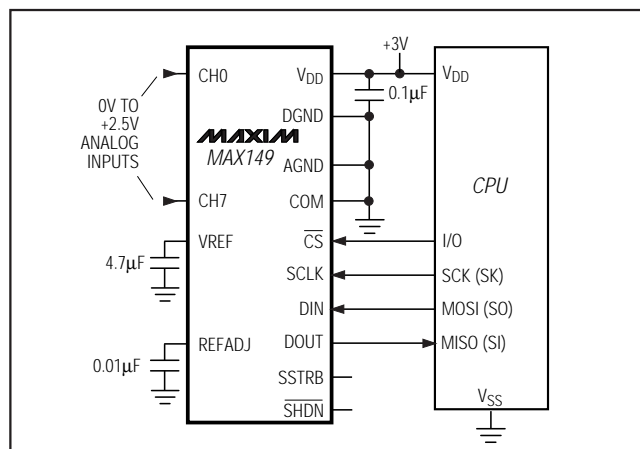 +3V
CH0
VDD
VDD
0.1µF
0V TO
+2.5V
ANALOG
INPUTS
DGND
MAXIM
MAX149
AGND
CPU
CH7
COM
VREF
CS
I/O
4.7µF
SCLK
SCK (SK)
DIN
MOSI (SO)
REFADJ
DOUT
MISO (SI)
0.01µF
SSTRB
SHDN
VSS